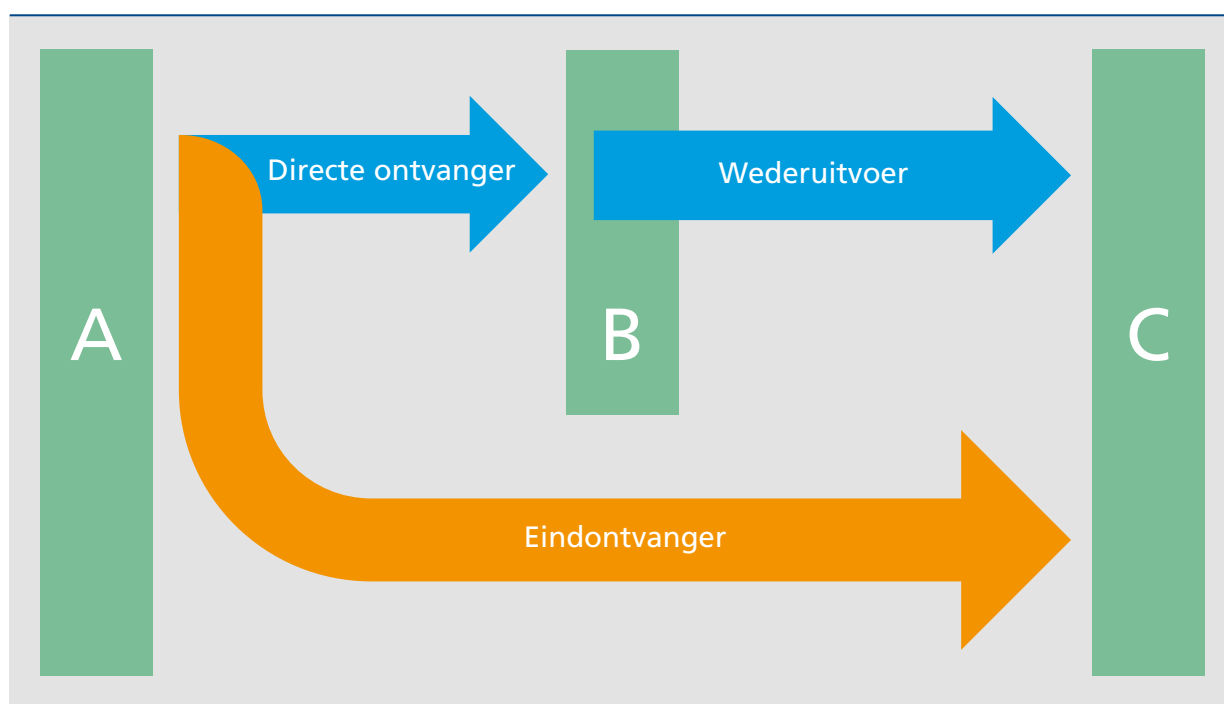 Directe ontvanger
Wederuitvoer
A
B
C
Eindontvanger